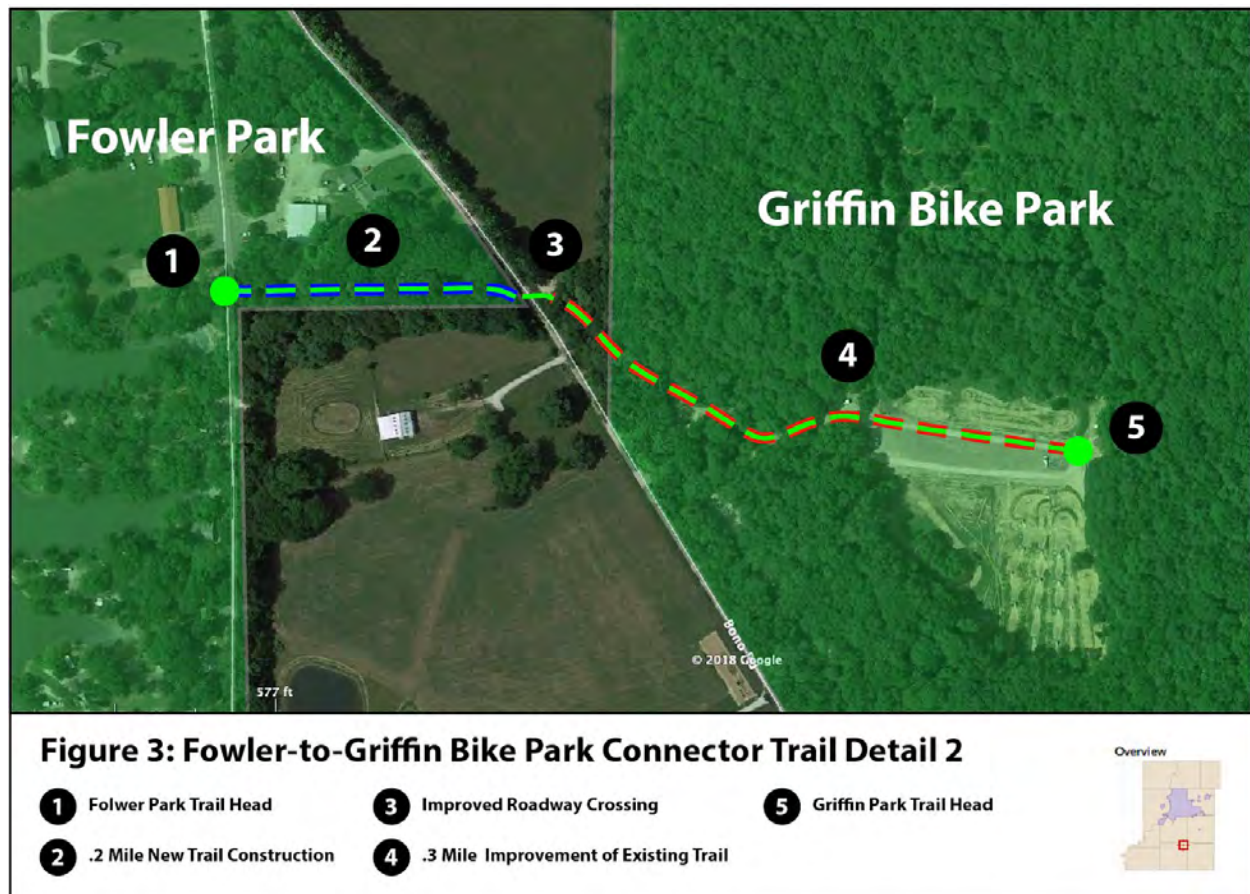 Fowler Park
Griffin Bike Park
1
2
3
4
5
Bono Rd
© 2018 Google
577 ft
Figure 3: Fowler-to-Griffin Bike Park Connector Trail Detail 2
Overview
1 Folwer Park Trail Head
3 Improved Roadway Crossing
5 Griffin Park Trail Head
2 .2 Mile New Trail Construction
4 .3 Mile Improvement of Existing Trail